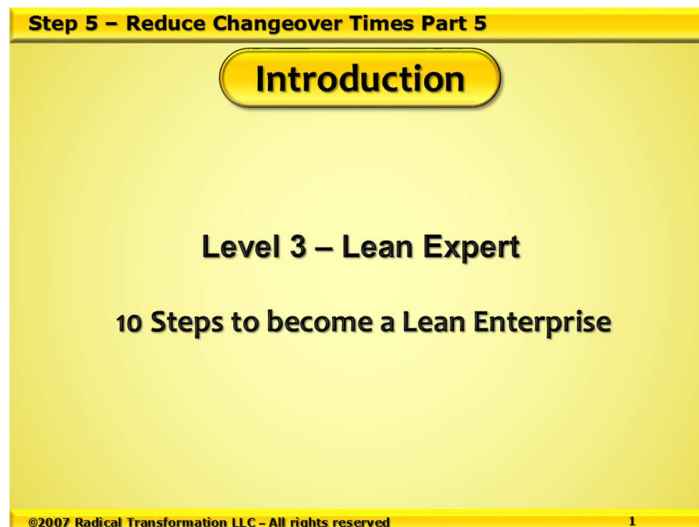 Step 5 – Reduce Changeover Times Part 5
Introduction
Level 3 – Lean Expert
10 Steps to become a Lean Enterprise
©2007 Radical Transformation LLC – All rights reserved 1